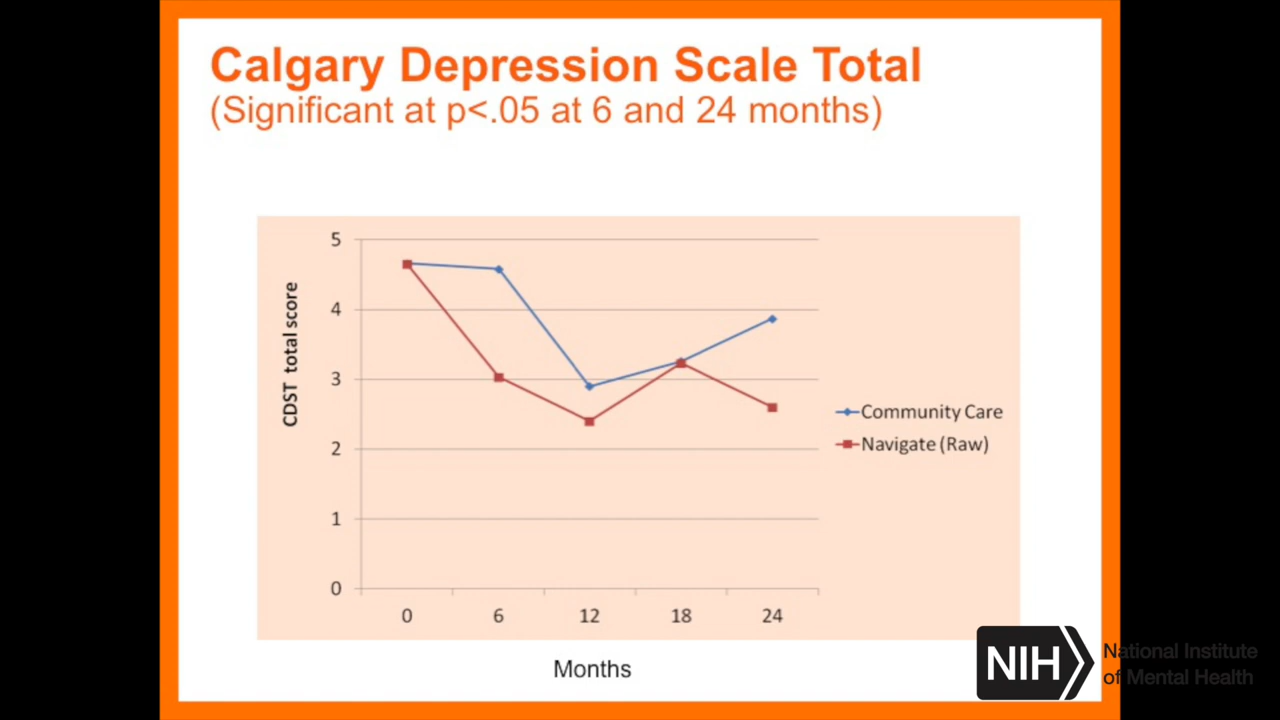 Calgary Depression Scale Total
(Significant at p<.05 at 6 and 24 months)
5
4
3
2
1
0
CDST total score
0 6 12 18 24
Months
Community Care
Navigate (Raw)
NIH
National Institute
of Mental Health